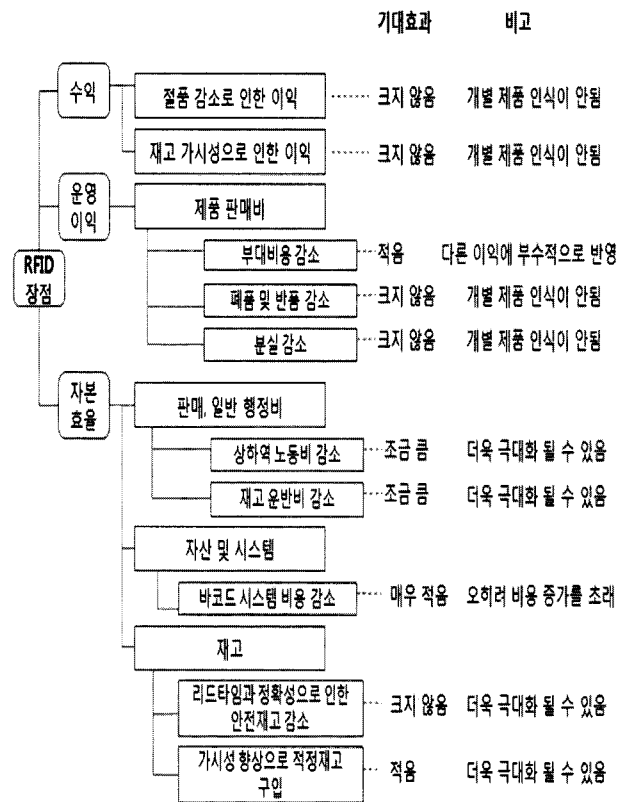 기대효과 비고
수익
절품 감소로 인한 이익 크지 않음 개별 제품 인식이 안됨
재고 가시성으로 인한 이익 크지 않음 개별 제품 인식이 안됨
운영
이익
제품 판매비
부대비용 감소 적음 다른 이익에 부수적으로 반영
RFID
장점
폐품 및 반품 감소 크지 않음 개별 제품 인식이 안됨
분실 감소 크지 않음 개별 제품 인식이 안됨
자본
효율
판매, 일반 행정비
상하역 노동비 감소 조금 큼 더욱 극대화 될 수 있음
재고 운반비 감소 조금 큼 더욱 극대화 될 수 있음
자산 및 시스템
바코드 시스템 비용 감소 매우 적음 오히려 비용 증가를 초래
재고
리드타임과 정확성으로 인한
안전재고 감소 크지 않음 더욱 극대화 될 수 있음
가시성 향상으로 적정재고
구입 적음 더욱 극대화 될 수 있음